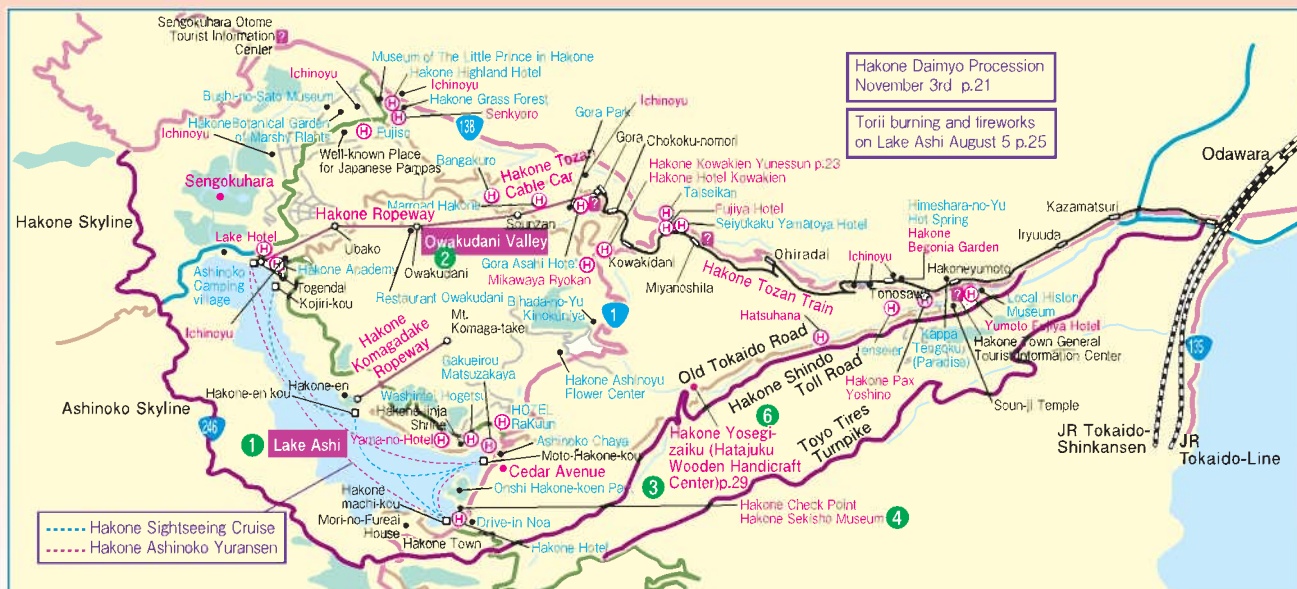 Sengokuhara Otome
Tourist Information
Center
?
Museum of The Little Prince in Hakone
Hakone Highland Hotel
Ichinoyu
Ichinoyu
Bushi-no-Sato Museum
Hakone Grass Forest
Senkyoro
Hakone Botanical Garden
of Marshy Plants
Ichinoyu
Fujiso
138
Well-known Place
for Japanese Pampas
Gora Park
Ichinoyu
Gora
Chokoku-nomori
Bangakuro
Hakone Tozan
Cable Car
Hakone Kowakien Yunessun p.23
Hakone Hotel Kowakien
Taiseikan
Fujiya Hotel
Seiyukaku Yamatoya Hotel
Hakone Daimyo Procession
November 3rd p.21
Torii burning and fireworks
on Lake Ashi August 5 p.25
Odawara
Kazamatsuri
Iryuuda
Himeshara-no-Yu
Hot Spring
Hakone
Begonia Garden
Sengokuhara
Hakone Skyline
Hakone Ropeway
Sounzan
Lake Hotel
Ubako
Owakudani Valley
2
Owakudani
Kowakidani
Gora Asahi Hotel
Mikawaya Ryokan
Miyanoshita
Ohiradai
Ichinoyu
Hakoneyumoto
Tonosawa
Hakone Tozan Train
Ashinoko
Camping
village
Hakone Academy
Togendai
Kojiri-kou
Restaurant Owakudani
Bihada-no-Yu
Kinokuniya
1
Local History
Museum
Yumoto Fujiya Hotel
Hakone Town General
Tourist Information Center
Kappa
Tengoku
(Paradise)
Tenseien
Hatsuhana
Ichinoyu
Mt.
Komaga-take
Hakone
Komagadake
Ropeway
Gakueirou
Matsuzakaya
Hakone Ashinoyu
Flower Center
Old Tokaido Road
Hakone Shindo
Toll Road
6
Hakone Pax
Yoshino
Soun-ji Temple
135
Hakone-en
Hakone-en kou
Hakone Jinja
Shrine
HOTEL
Rakuun
Ashinoko Skyline
246
1
Lake Ashi
Yama-no-Hotel
Ashinoko Chaya
Moto-Hakone-kou
Cedar Avenue
Onshi Hakone-koen Park
Hakone Yosegi-
zaiku (Hatajuku
Wooden Handicraft
Center)p.29
3
Toyo Tires
Turnpike
JR Tokaido-
Shinkansen
JR
Tokaido-Line
Hakone
machi-kou
Mori-no-Fureai
House
Hakone Town
Drive-in Noa
Hakone Hotel
Hakone Check Point
Hakone Sekisho Museum
4
Hakone Sightseeing Cruise
Hakone Ashinoko Yuransen